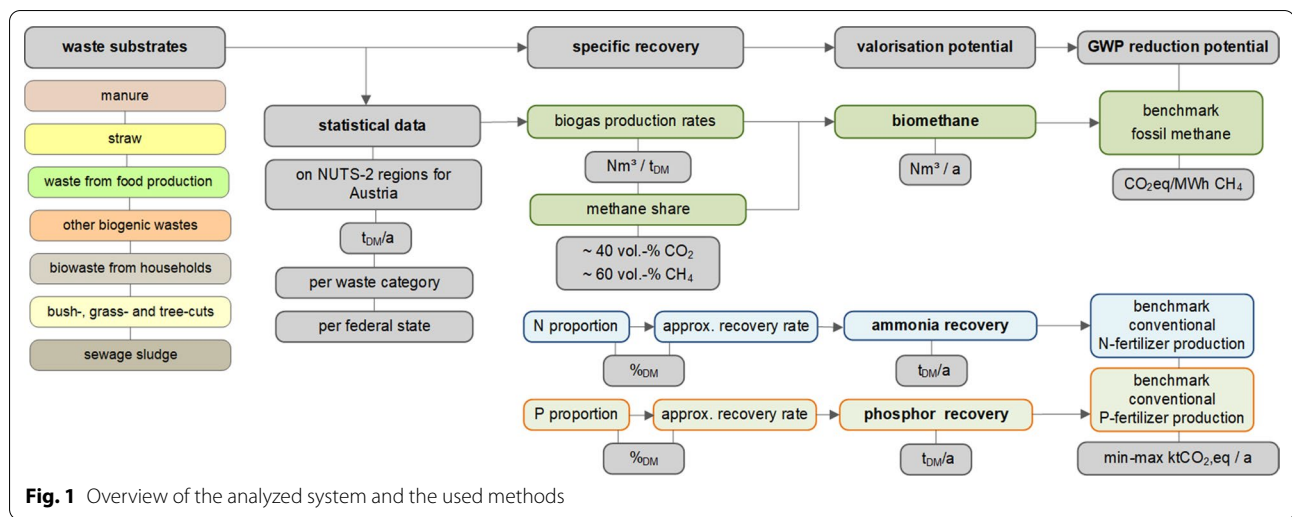 waste substrates
specific recovery
valorisation potential
GWP reduction potential
manure
straw
waste from food production
other biogenic wastes
biowaste from households
bush-, grass- and tree-cuts
sewage sludge
statistical data
on NUTS-2 regions for
Austria
tDM/a
per waste category
per federal state
biogas production rates
Nm³ / tDM
methane share
~ 40 vol.-% CO₂
~ 60 vol.-% CH₄
biomethane
Nm³ / a
benchmark
fossil methane
CO₂eq/MWh CH₄
N proportion
approx. recovery rate
%DM
ammonia recovery
tDM/a
benchmark
conventional
N-fertilizer production
P proportion
approx. recovery rate
%DM
phosphor recovery
tDM/a
benchmark
conventional
P-fertilizer production
min-max ktCO₂,eq / a
Fig. 1 Overview of the analyzed system and the used methods